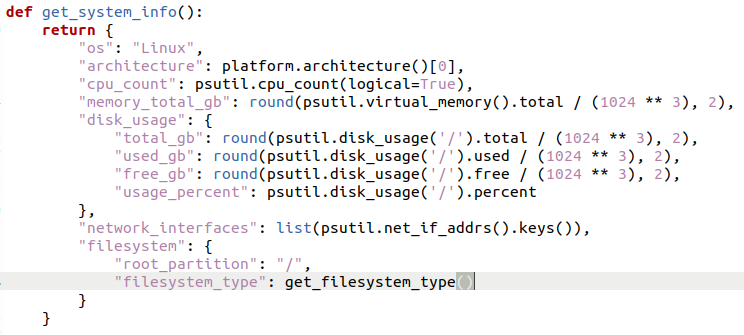 def get_system_info():
    return {
        "os": "Linux",
        "architecture": platform.architecture()[0],
        "cpu_count": psutil.cpu_count(logical=True),
        "memory_total_gb": round(psutil.virtual_memory().total / (1024 ** 3), 2),
        "disk_usage": {
            "total_gb": round(psutil.disk_usage('/').total / (1024 ** 3), 2),
            "used_gb": round(psutil.disk_usage('/').used / (1024 ** 3), 2),
            "free_gb": round(psutil.disk_usage('/').free / (1024 ** 3), 2),
            "usage_percent": psutil.disk_usage('/').percent
        },
        "network_interfaces": list(psutil.net_if_addrs().keys()),
        "filesystem": {
            "root_partition": "/",
            "filesystem_type": get_filesystem_type()
        }
    }